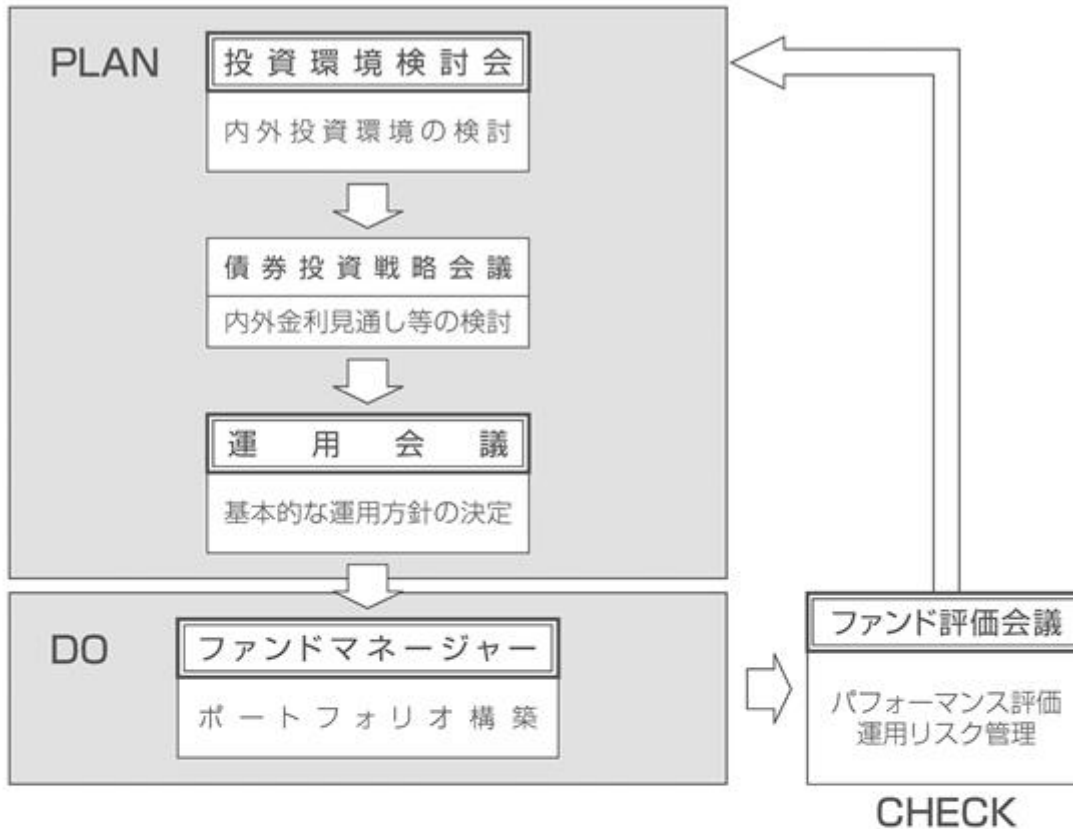 PLAN
投資環境検討会
内外投資環境の検討
債券投資戦略会議
内外金利見通し等の検討
運用会議
基本的な運用方針の決定
DO
ファンドマネージャー
ポートフォリオ構築
ファンド評価会議
パフォーマンス評価
運用リスク管理
CHECK